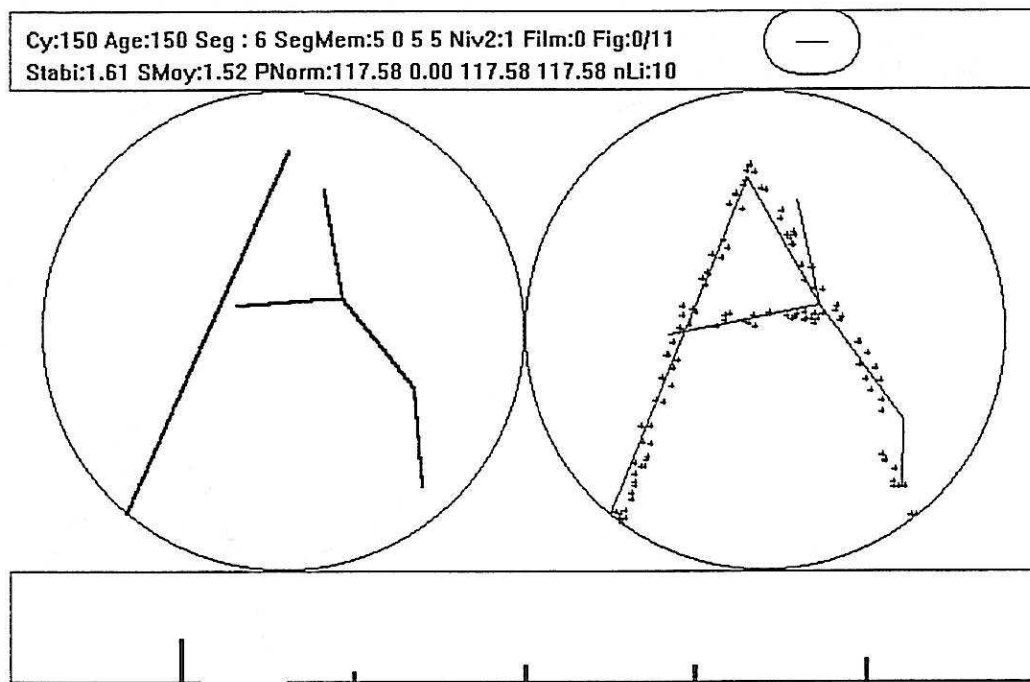 Cy:150 Age:150 Seg : 6 SegMem:5 0 5 5 Niv2:1 Film:0 Fig:0/11
Stabi:1.61 SMoy:1.52 PNorm:117.58 0.00 117.58 117.58 nLi:10